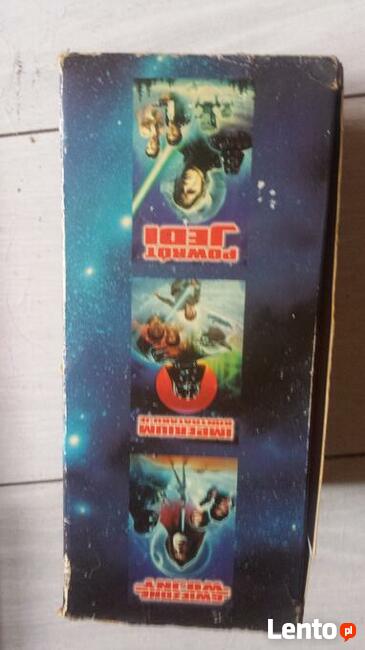 GWIEZDNE
WOJNY
IMPERIUM
KONTRATAKUJE
POWRÓT
JEDI
Lento.pl